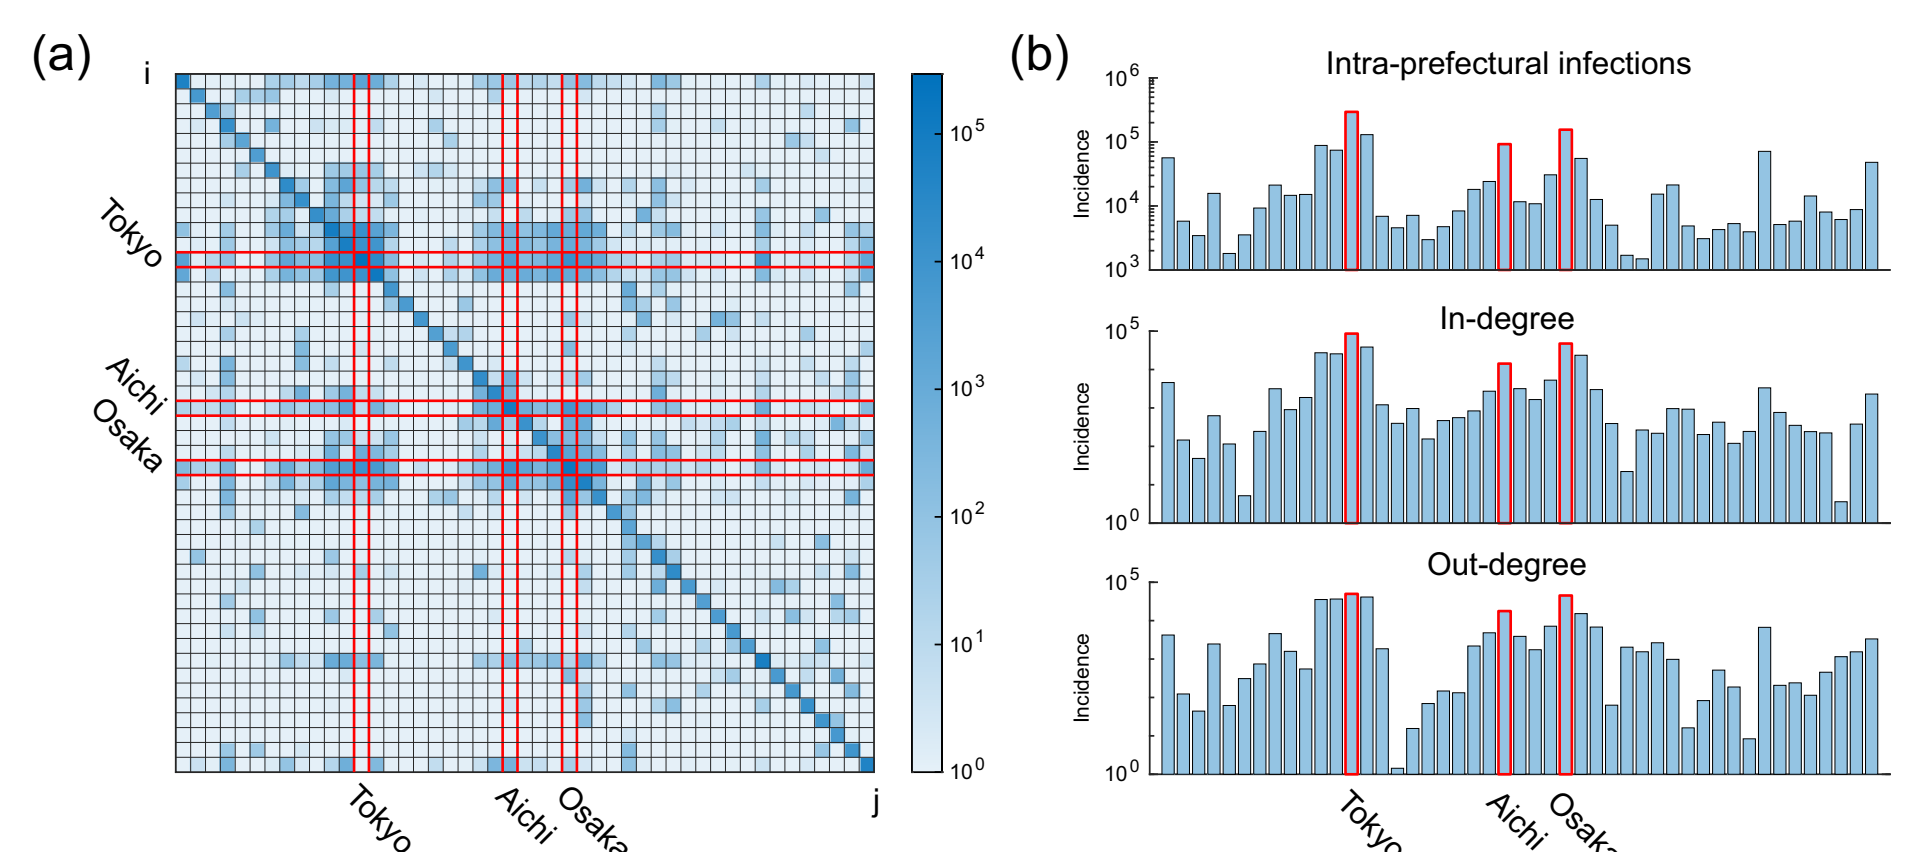 (a)
i
Tokyo
Aichi
Osaka
Tokyo
Aichi
Osaka
j
10^5
10^4
10^3
10^2
10^1
10^0
(b)
Intra-prefectural infections
Incidence
10^6
10^5
10^4
10^3
In-degree
Incidence
10^5
10^0
Out-degree
Incidence
10^5
10^0
Tokyo
Aichi
Osaka